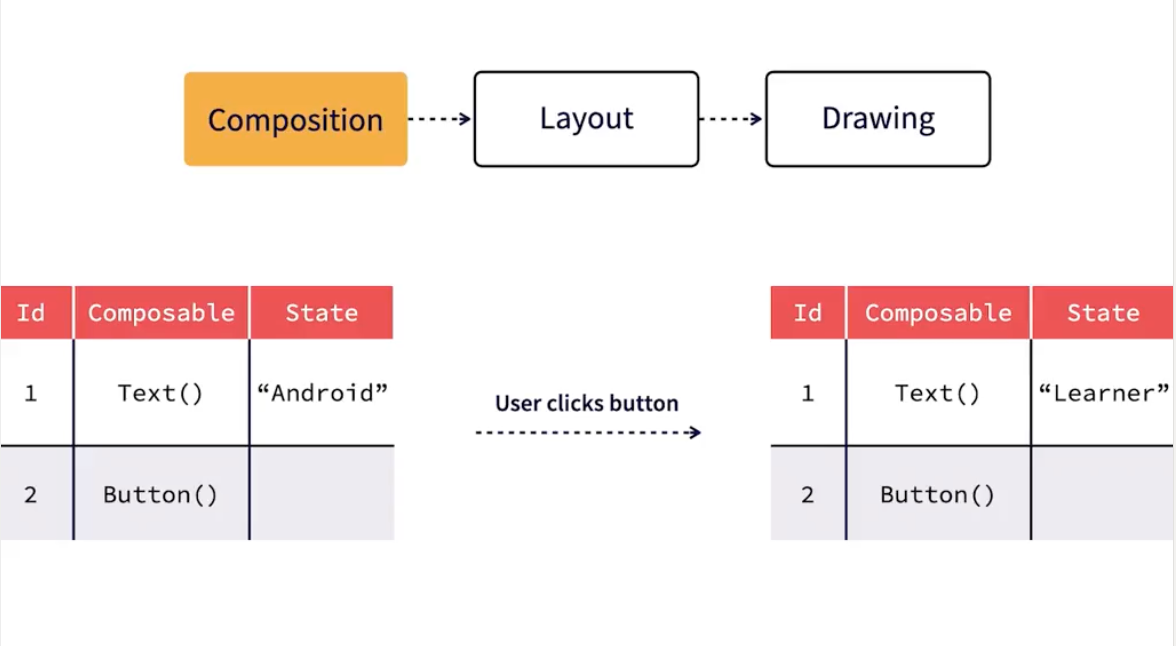 Composition
Layout
Drawing
Id Composable State
1 Text() “Android”
2 Button()
User clicks button
Id Composable State
1 Text() “Learner”
2 Button()